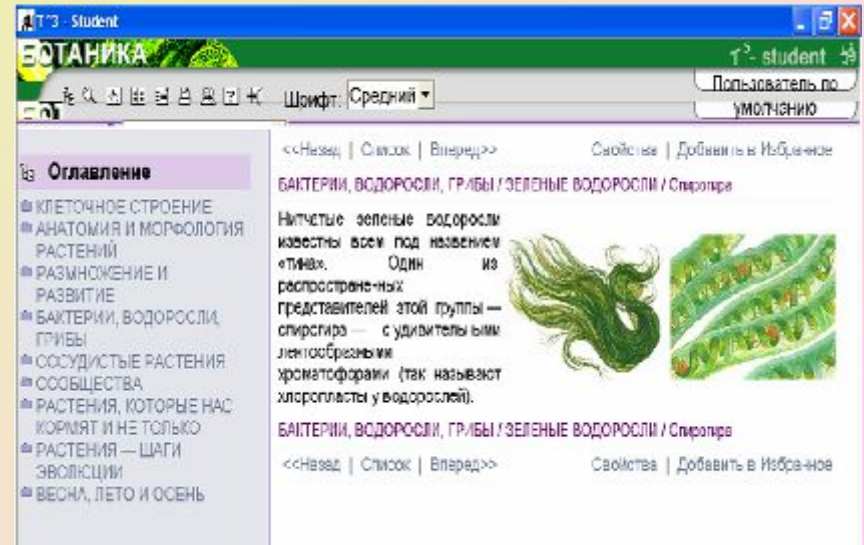 T^3 - Student
БОТАНИКА
T³- student
Шрифт: Средний
Пользователь по
умолчанию
Оглавление
КЛЕТОЧНОЕ СТРОЕНИЕ
АНАТОМИЯ И МОРФОЛОГИЯ
РАСТЕНИЙ
РАЗМНОЖЕНИЕ И
РАЗВИТИЕ
БАКТЕРИИ, ВОДОРОСЛИ,
ГРИБЫ
СОСУДИСТЫЕ РАСТЕНИЯ
СООБЩЕСТВА
РАСТЕНИЯ, КОТОРЫЕ НАС
КОРМЯТ И НЕ ТОЛЬКО
РАСТЕНИЯ — ШАГИ
ЭВОЛЮЦИИ
ВЕСНА, ЛЕТО И ОСЕНЬ
<<Назад | Список | Вперед>> Свойства | Добавить в Избранное
БАКТЕРИИ, ВОДОРОСЛИ, ГРИБЫ / ЗЕЛЕНЫЕ ВОДОРОСЛИ / Спирогира
Нитчатые зеленые водоросли
известны всем под названием
«тина». Один из
распространенных
представителей этой группы —
спирогира — с удивительными
лентообразными
хроматофорами (так называют
хлоропласты у водорослей).
БАКТЕРИИ, ВОДОРОСЛИ, ГРИБЫ / ЗЕЛЕНЫЕ ВОДОРОСЛИ / Спирогира
<<Назад | Список | Вперед>> Свойства | Добавить в Избранное